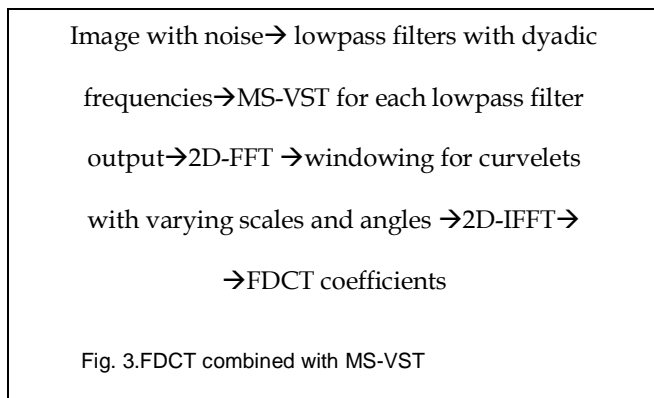 Image with noise→ lowpass filters with dyadic
frequencies→MS-VST for each lowpass filter
output→2D-FFT →windowing for curvelets
with varying scales and angles →2D-IFFT→
→FDCT coefficients
Fig. 3.FDCT combined with MS-VST